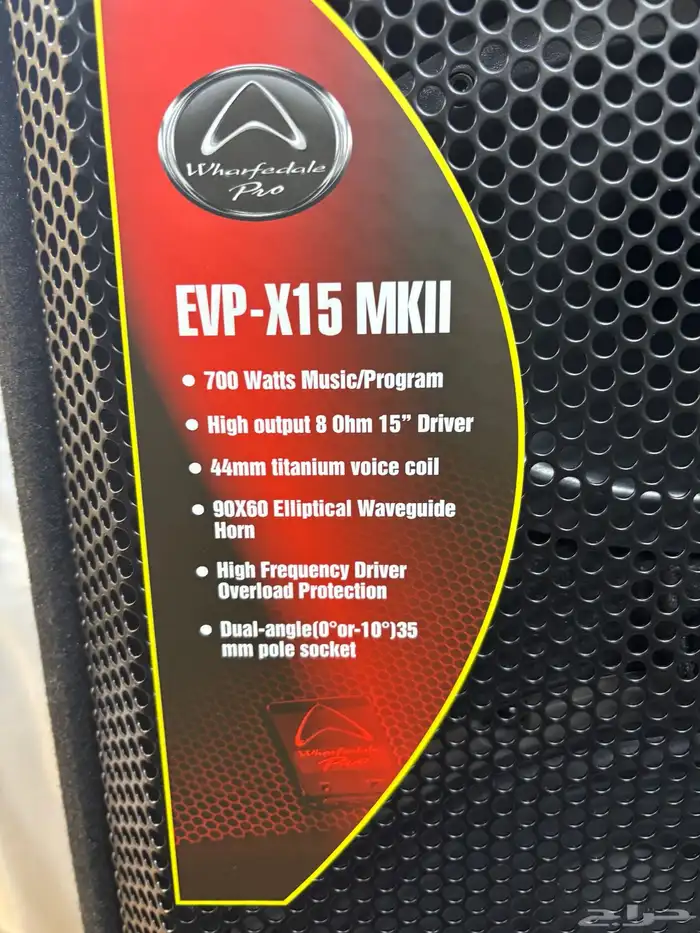 Wharfedale
Pro
EVP-X15 MKII
• 700 Watts Music/Program
• High output 8 Ohm 15” Driver
• 44mm titanium voice coil
• 90X60 Elliptical Waveguide
Horn
• High Frequency Driver
Overload Protection
• Dual-angle(0°or-10°)35
mm pole socket
Wharfedale
Pro
حراج